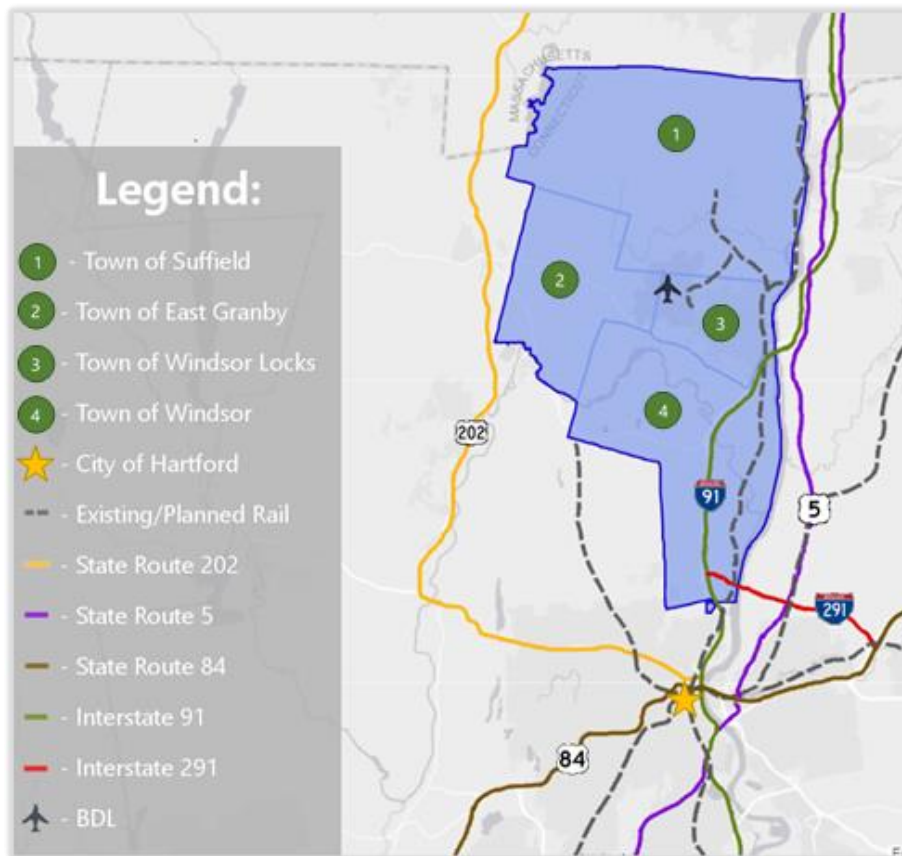 MASSACHUSETTS
CONNECTICUT
1
2
3
4
202
91
5
291
84
Legend:
1 - Town of Suffield
2 - Town of East Granby
3 - Town of Windsor Locks
4 - Town of Windsor
- City of Hartford
- Existing/Planned Rail
- State Route 202
- State Route 5
- State Route 84
- Interstate 91
- Interstate 291
- BDL